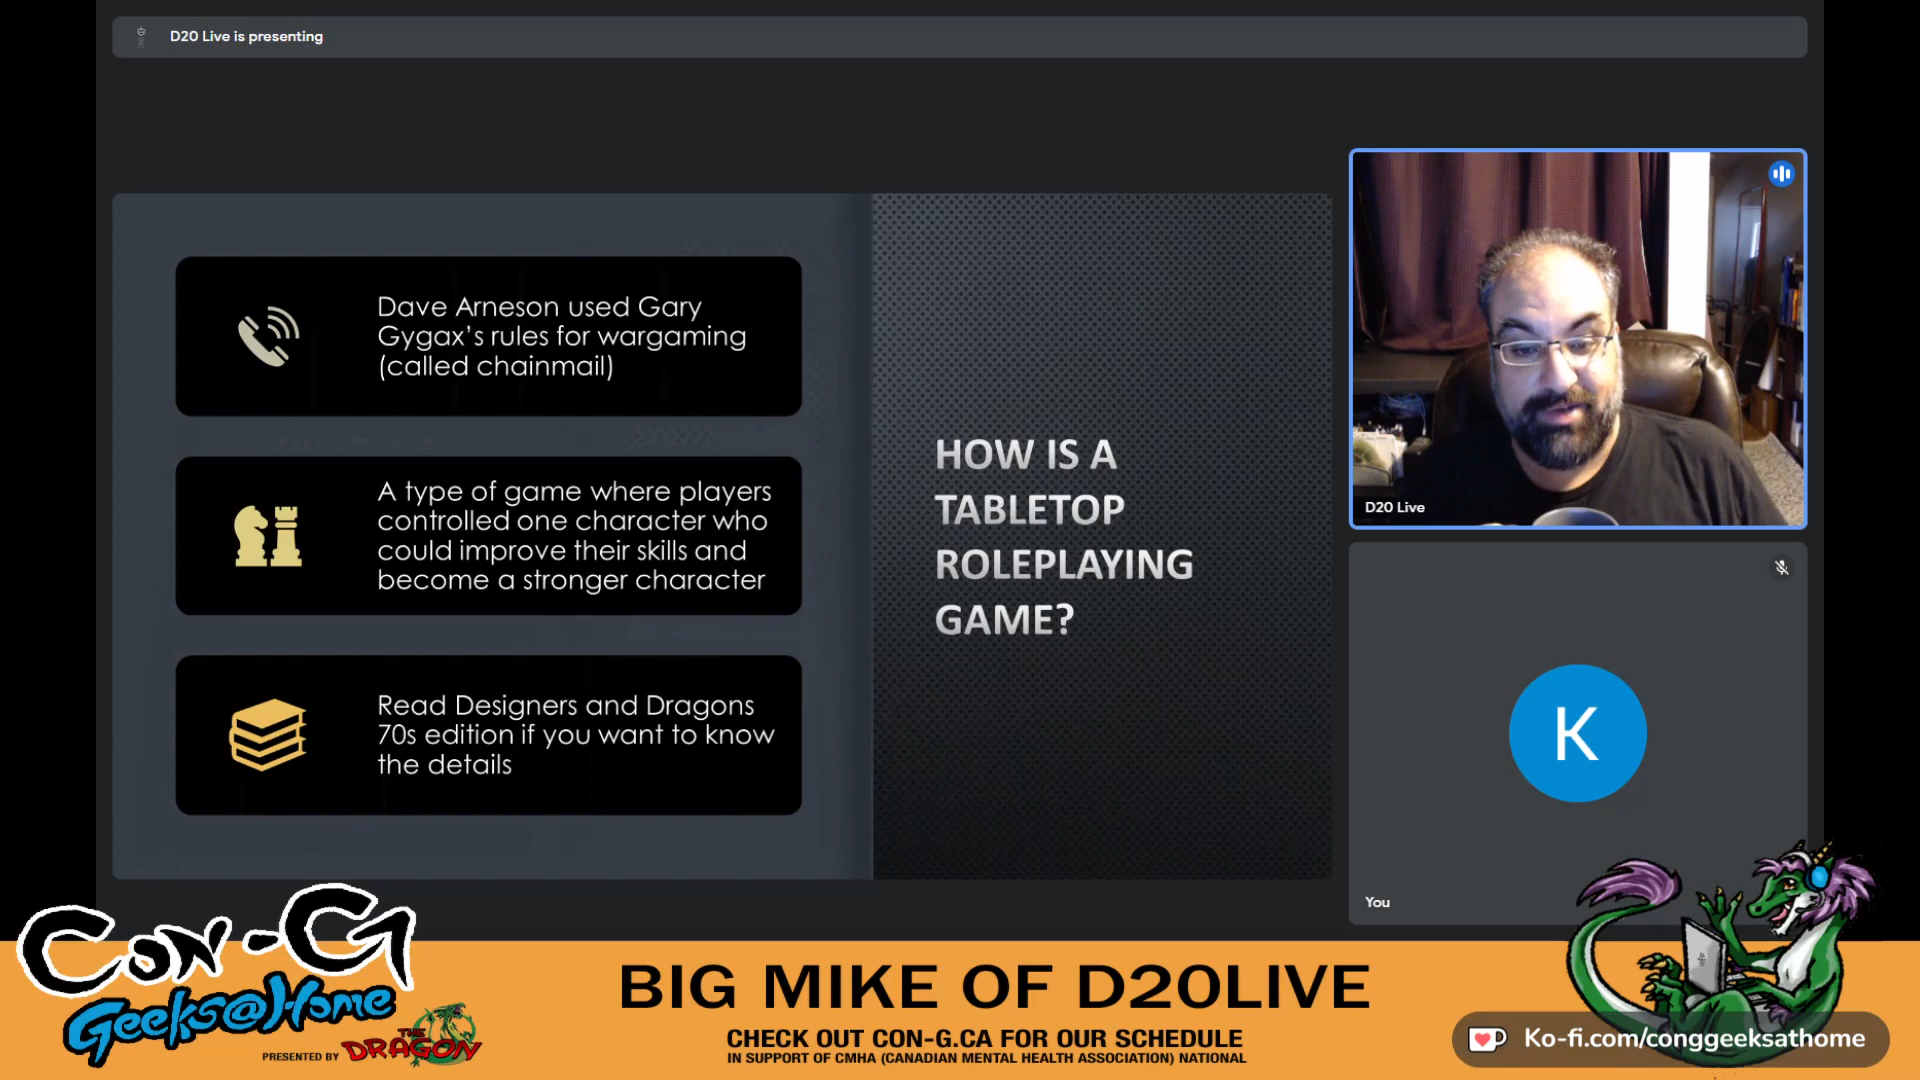 D20 Live is presenting
Dave Arneson used Gary
Gygax's rules for wargaming
(called chainmail)
A type of game where players
controlled one character who
could improve their skills and
become a stronger character
Read Designers and Dragons
70s edition if you want to know
the details
HOW IS A
TABLETOP
ROLEPLAYING
GAME?
D20 Live
K
You
CON-G
Geeks@Home
PRESENTED BY THE DRAGON
BIG MIKE OF D20LIVE
CHECK OUT CON-G.CA FOR OUR SCHEDULE
IN SUPPORT OF CMHA (CANADIAN MENTAL HEALTH ASSOCIATION) NATIONAL
Ko-fi.com/conggeeksathome